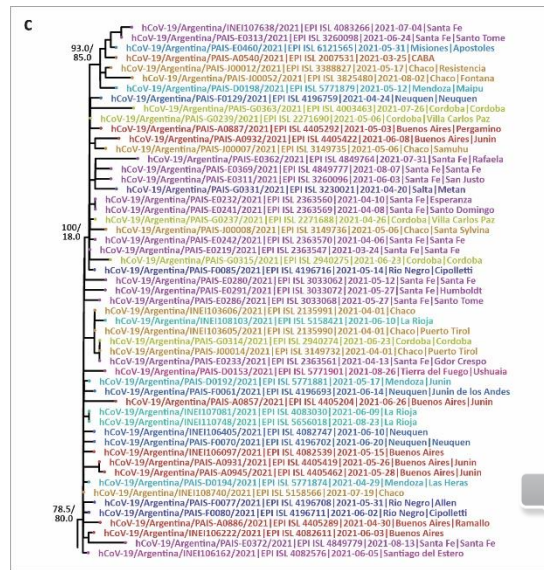 C
hCoV-19/Argentina/INEI107638/2021|EPI ISL 4083266|2021-07-04|Santa Fe
hCoV-19/Argentina/PAIS-E0313/2021|EPI ISL 3260098|2021-06-24|Santa Fe|Santo Tome
hCoV-19/Argentina/PAIS-E0460/2021|EPI ISL 6121565|2021-05-31|Misiones|Apostoles
93.0/
85.0
hCoV-19/Argentina/PAIS-A0540/2021|EPI ISL 2007531|2021-03-25|CABA
hCoV-19/Argentina/PAIS-J00012/2021|EPI ISL 3388827|2021-05-17|Chaco|Resistencia
hCoV-19/Argentina/PAIS-J00052/2021|EPI ISL 3825480|2021-08-02|Chaco|Fontana
hCoV-19/Argentina/PAIS-D0198/2021|EPI ISL 5771879|2021-05-12|Mendoza|Maipu
hCoV-19/Argentina/PAIS-F0129/2021|EPI ISL 4196759|2021-04-24|Neuquen|Neuquen
hCoV-19/Argentina/PAIS-G0363/2021|EPI ISL 4003463|2021-07-26|Cordoba|Cordoba
hCoV-19/Argentina/PAIS-G0239/2021|EPI ISL 2271690|2021-05-06|Cordoba|Villa Carlos Paz
hCoV-19/Argentina/PAIS-A0887/2021|EPI ISL 4405292|2021-05-03|Buenos Aires|Pergamino
hCoV-19/Argentina/PAIS-A0932/2021|EPI ISL 4405422|2021-06-08|Buenos Aires|Junin
hCoV-19/Argentina/PAIS-J00007/2021|EPI ISL 3149735|2021-05-06|Chaco|Samuhu
hCoV-19/Argentina/PAIS-E0362/2021|EPI ISL 4849764|2021-07-31|Santa Fe|Rafaela
hCoV-19/Argentina/PAIS-E0369/2021|EPI ISL 4849777|2021-08-07|Santa Fe|Santa Fe
hCoV-19/Argentina/PAIS-E0311/2021|EPI ISL 3260096|2021-06-03|Santa Fe|San Justo
hCoV-19/Argentina/PAIS-G0331/2021|EPI ISL 3230021|2021-04-20|Salta|Metan
hCoV-19/Argentina/PAIS-E0232/2021|EPI ISL 2363560|2021-04-10|Santa Fe|Esperanza
hCoV-19/Argentina/PAIS-E0241/2021|EPI ISL 2363569|2021-04-08|Santa Fe|Santo Domingo
hCoV-19/Argentina/PAIS-G0237/2021|EPI ISL 2271688|2021-04-26|Cordoba|Villa Carlos Paz
100/
18.0
hCoV-19/Argentina/PAIS-J00008/2021|EPI ISL 3149736|2021-05-06|Chaco|Santa Sylvina
hCoV-19/Argentina/PAIS-E0242/2021|EPI ISL 2363570|2021-04-06|Santa Fe|Santa Fe
hCoV-19/Argentina/PAIS-E0219/2021|EPI ISL 2363547|2021-03-24|Santa Fe|Santa Fe
hCoV-19/Argentina/PAIS-G0315/2021|EPI ISL 2940275|2021-06-23|Cordoba|Cordoba
hCoV-19/Argentina/PAIS-F0085/2021|EPI ISL 4196716|2021-05-14|Rio Negro|Cipolletti
hCoV-19/Argentina/PAIS-E0280/2021|EPI ISL 3033062|2021-05-12|Santa Fe|Santa Fe
hCoV-19/Argentina/PAIS-E0291/2021|EPI ISL 3033072|2021-05-27|Santa Fe|Humboldt
hCoV-19/Argentina/PAIS-E0286/2021|EPI ISL 3033068|2021-05-27|Santa Fe|Santo Tome
hCoV-19/Argentina/INEI103606/2021|EPI ISL 2135991|2021-04-01|Chaco
hCoV-19/Argentina/INEI108103/2021|EPI ISL 5158421|2021-06-10|La Rioja
hCoV-19/Argentina/INEI103605/2021|EPI ISL 2135990|2021-04-01|Chaco|Puerto Tirol
hCoV-19/Argentina/PAIS-G0314/2021|EPI ISL 2940274|2021-06-23|Cordoba|Cordoba
hCoV-19/Argentina/PAIS-J00014/2021|EPI ISL 3149732|2021-04-01|Chaco|Puerto Tirol
hCoV-19/Argentina/PAIS-E0233/2021|EPI ISL 2363561|2021-04-13|Santa Fe|Gdor Crespo
hCoV-19/Argentina/PAIS-D0153/2021|EPI ISL 5771901|2021-08-26|Tierra del Fuego|Ushuaia
hCoV-19/Argentina/PAIS-D0192/2021|EPI ISL 5771881|2021-05-17|Mendoza|Junin
hCoV-19/Argentina/PAIS-F0061/2021|EPI ISL 4196693|2021-06-14|Neuquen|Junin de los Andes
hCoV-19/Argentina/PAIS-A0857/2021|EPI ISL 4405204|2021-06-26|Buenos Aires|Junin
hCoV-19/Argentina/INEI107081/2021|EPI ISL 4083030|2021-06-09|La Rioja
hCoV-19/Argentina/INEI110748/2021|EPI ISL 5656018|2021-08-23|La Rioja
hCoV-19/Argentina/INEI106405/2021|EPI ISL 4082747|2021-06-10|Neuquen
hCoV-19/Argentina/PAIS-F0070/2021|EPI ISL 4196702|2021-06-20|Neuquen|Neuquen
hCoV-19/Argentina/INEI106097/2021|EPI ISL 4082539|2021-05-15|Buenos Aires
hCoV-19/Argentina/PAIS-A0931/2021|EPI ISL 4405419|2021-05-26|Buenos Aires|Junin
hCoV-19/Argentina/PAIS-A0945/2021|EPI ISL 4405462|2021-05-28|Buenos Aires|Junin
hCoV-19/Argentina/PAIS-D0194/2021|EPI ISL 5771874|2021-04-29|Mendoza|Las Heras
hCoV-19/Argentina/INEI108740/2021|EPI ISL 5158566|2021-07-19|Chaco
78.5/
80.0
hCoV-19/Argentina/PAIS-F0077/2021|EPI ISL 4196708|2021-05-31|Rio Negro|Allen
hCoV-19/Argentina/PAIS-F0080/2021|EPI ISL 4196711|2021-06-02|Rio Negro|Cipolletti
hCoV-19/Argentina/PAIS-A0886/2021|EPI ISL 4405289|2021-04-30|Buenos Aires|Ramallo
hCoV-19/Argentina/INEI106222/2021|EPI ISL 4082611|2021-06-03|Buenos Aires
hCoV-19/Argentina/PAIS-E0372/2021|EPI ISL 4849779|2021-08-13|Santa Fe|Santa Fe
hCoV-19/Argentina/INEI106162/2021|EPI ISL 4082576|2021-06-05|Santiago del Estero